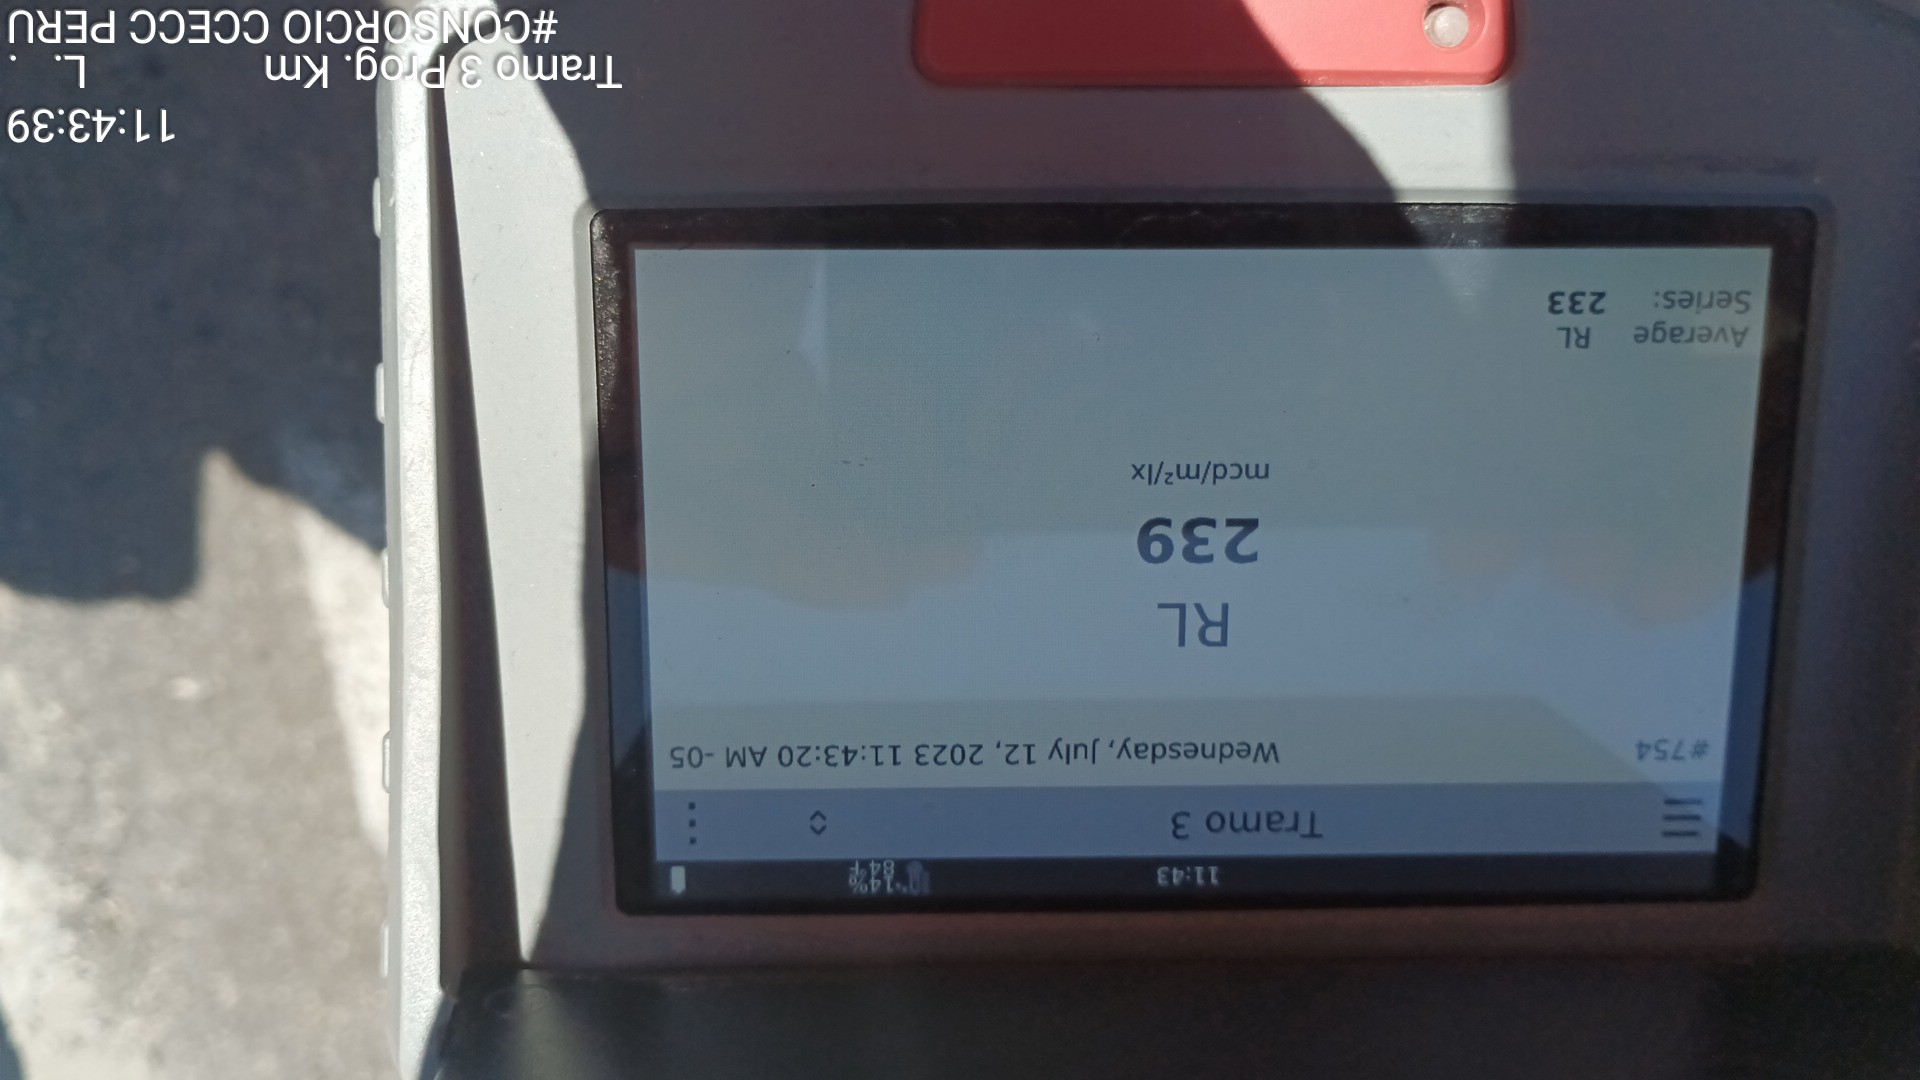 11:43
14%
84°F
Tramo 3
#754
Wednesday, July 12, 2023 11:43:20 AM -05
RL
239
mcd/m²/lx
Average RL
Series: 233
11:43:39
Tramo 3 Prog. Km L. .
#CONSORCIO CCECC PERU